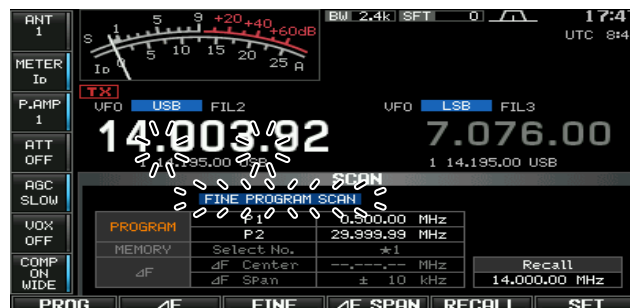 ANT 1
S 1 5 9 +20 +40 +60dB
BW 2.4k SFT 0
17:4
UTC 8:4
METER ID
ID 5 10 15 20 25 A
TX
P.AMP 1
VFO USB FIL2
VFO LSB FIL3
14.003.92
7.076.00
ATT OFF
1 14.195.00 USB
1 14.195.00 USB
SCAN
AGC SLOW
FINE PROGRAM SCAN
VOX OFF
PROGRAM P1 0.500.00 MHz
P2 29.999.99 MHz
MEMORY Select No. *1
COMP ON WIDE
ΔF ΔF Center --.---.-- MHz
ΔF Span ± 10 kHz
Recall
14.000.00 MHz
PROG ΔF FINE ΔF SPAN RECALL SET